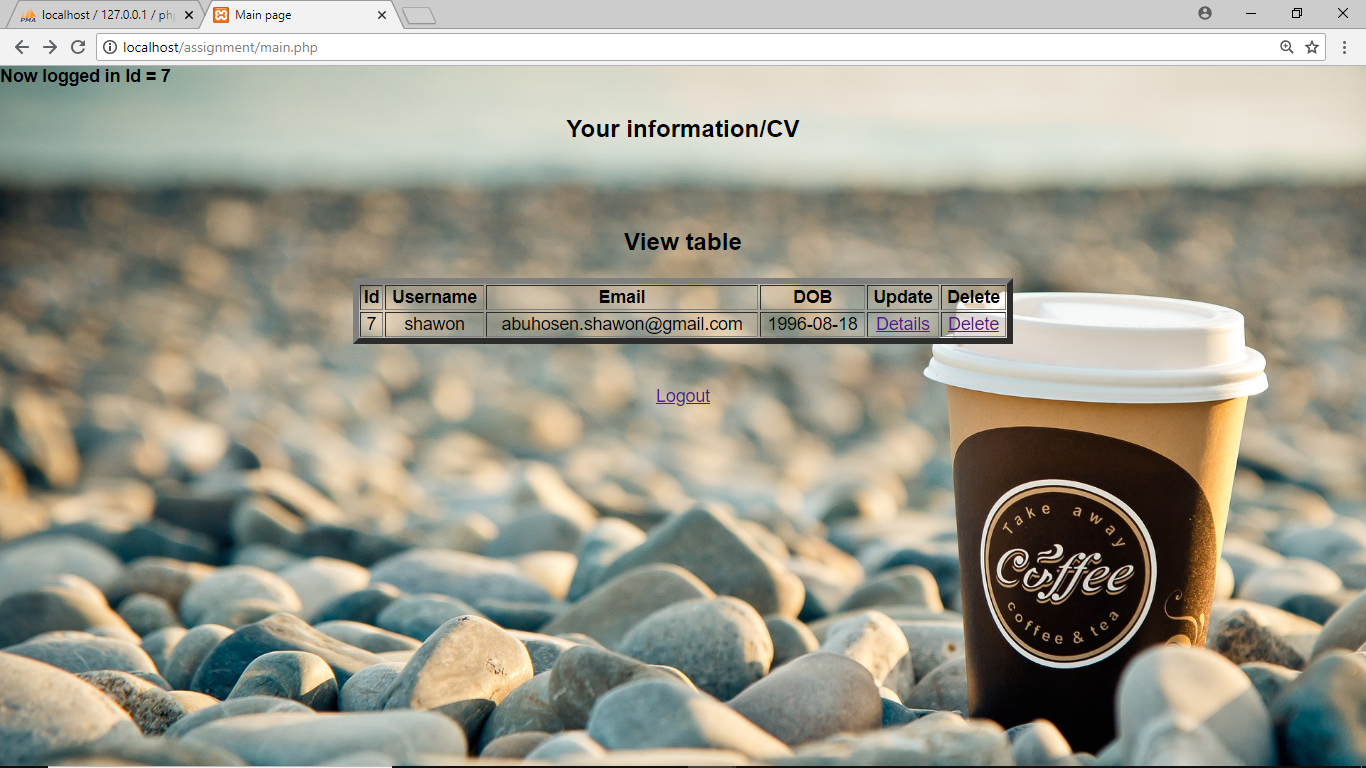 localhost / 127.0.0.1 / php
Main page
localhost/assignment/main.php
Now logged in Id = 7
Your information/CV
View table
Id Username Email DOB Update Delete
7 shawon abuhosen.shawon@gmail.com 1996-08-18 Details Delete
Logout
Take away
Coffee
coffee & tea